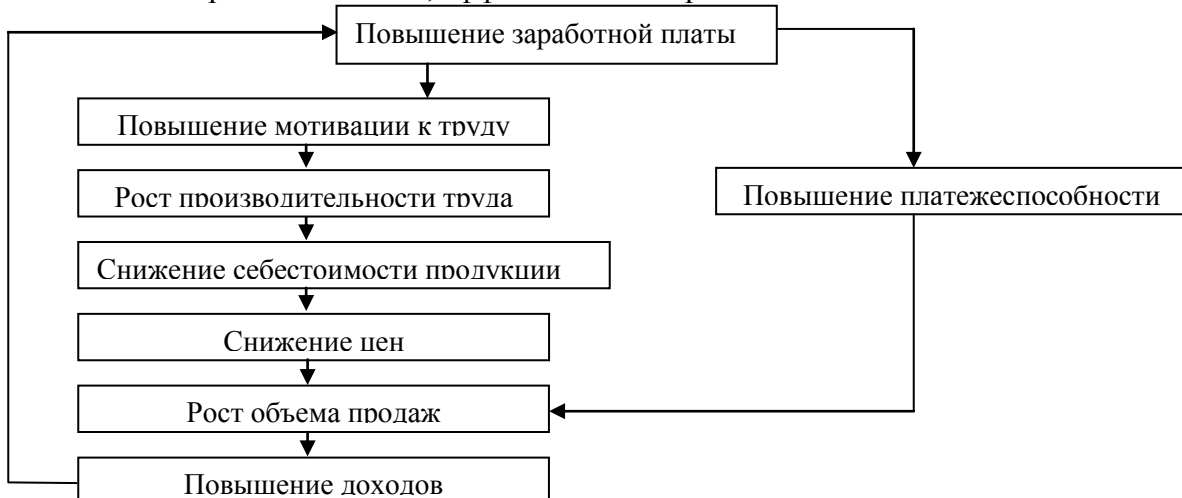 Повышение заработной платы
Повышение мотивации к труду
Рост производительности труда
Повышение платежеспособности
Снижение себестоимости продукции
Снижение цен
Рост объема продаж
Повышение доходов